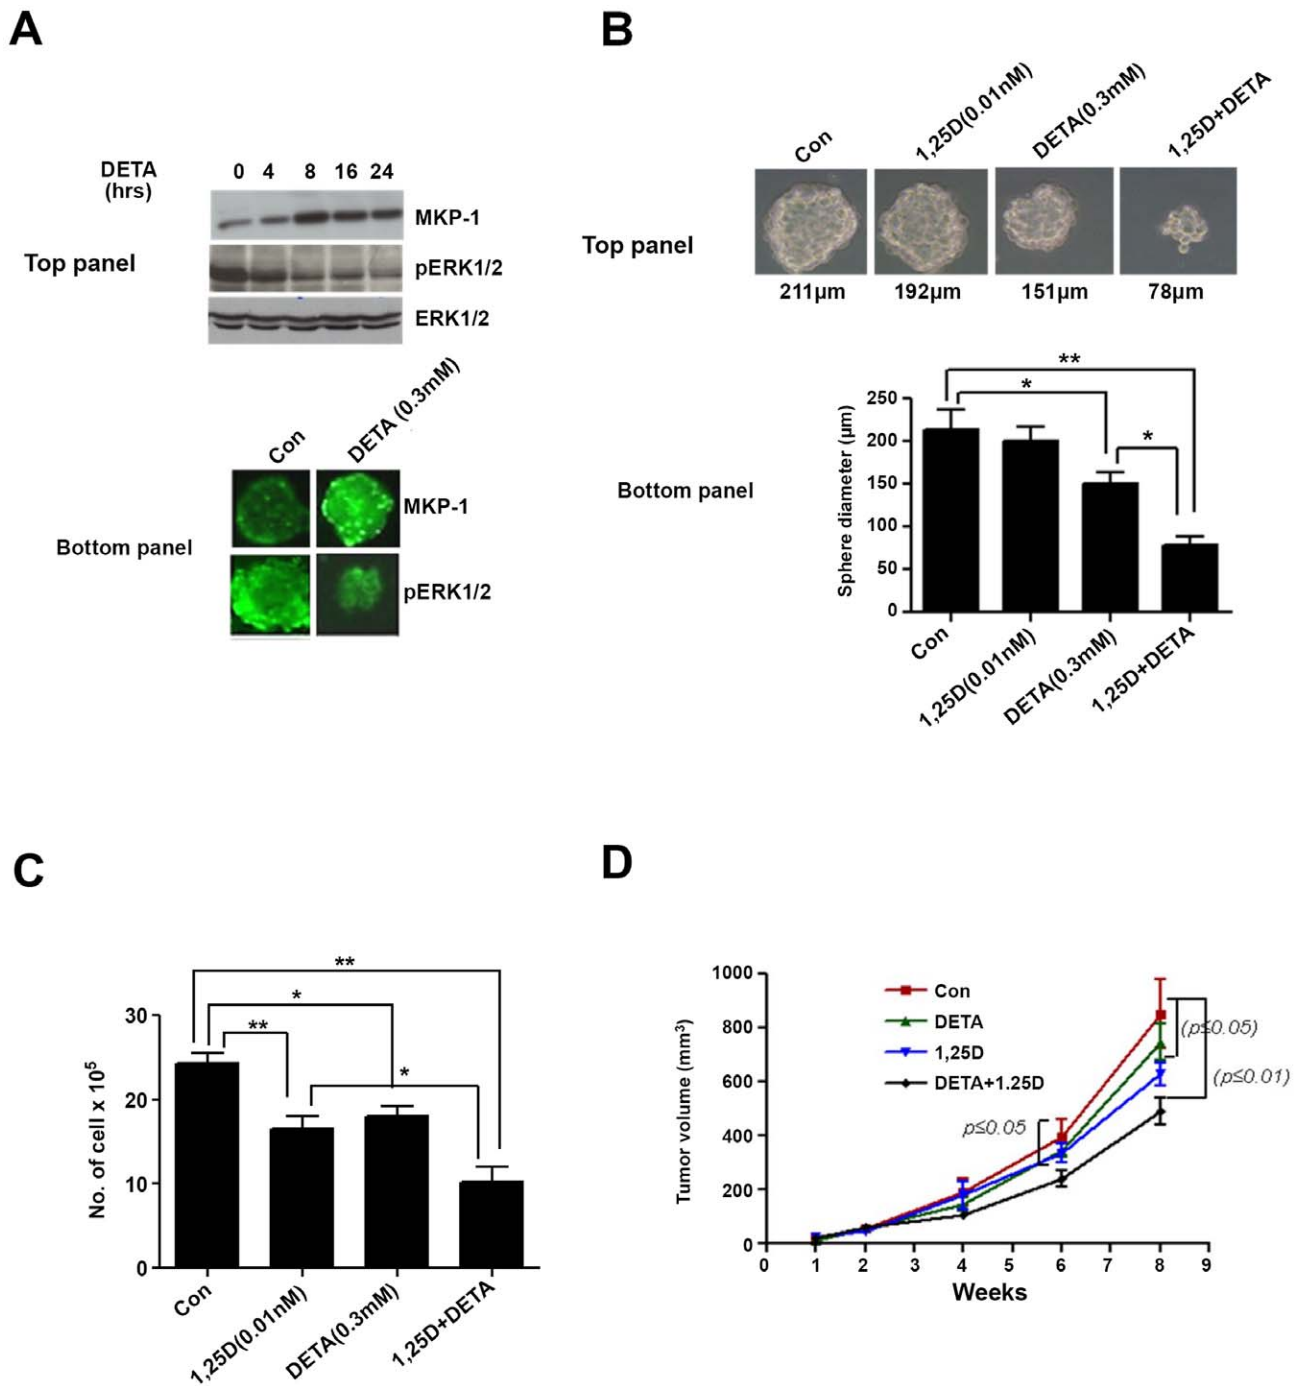 A
DETA
(hrs)
0 4 8 16 24
MKP-1
Top panel
pERK1/2
ERK1/2
Con
DETA (0.3mM)
MKP-1
Bottom panel
pERK1/2
B
Con
1,25D(0.01nM)
DETA(0.3mM)
1,25D+DETA
Top panel
211µm 192µm 151µm 78µm
Bottom panel
**
*
*
Sphere diameter (µm)
250
200
150
100
50
0
Con
1,25D(0.01nM)
DETA(0.3mM)
1,25D+DETA
C
**
*
**
*
No. of cell x 10⁵
30
20
10
0
Con
1,25D(0.01nM)
DETA(0.3mM)
1,25D+DETA
D
Tumor volume (mm³)
1000
800
600
400
200
0
Con
DETA
1,25D
DETA+1.25D
p≤0.05
(p≤0.05)
(p≤0.01)
0 1 2 3 4 5 6 7 8 9
Weeks